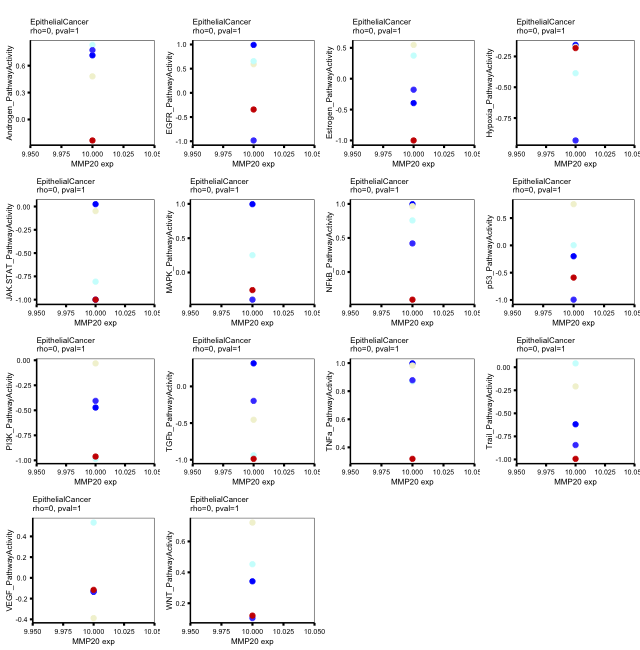 EpithelialCancer
rho=0, pval=1
Androgen_PathwayActivity
0.6
0.3
0.0
9.950 9.975 10.000 10.025 10.05
MMP20 exp
EpithelialCancer
rho=0, pval=1
EGFR_PathwayActivity
1.0
0.5
0.0
-0.5
-1.0
9.950 9.975 10.000 10.025 10.05
MMP20 exp
EpithelialCancer
rho=0, pval=1
Estrogen_PathwayActivity
0.5
0.0
-0.5
-1.0
9.950 9.975 10.000 10.025 10.05
MMP20 exp
EpithelialCancer
rho=0, pval=1
Hypoxia_PathwayActivity
-0.25
-0.50
-0.75
9.950 9.975 10.000 10.025 10.05
MMP20 exp
EpithelialCancer
rho=0, pval=1
JAK.STAT_PathwayActivity
0.00
-0.25
-0.50
-0.75
-1.00
9.950 9.975 10.000 10.025 10.05
MMP20 exp
EpithelialCancer
rho=0, pval=1
MAPK_PathwayActivity
1.0
0.5
0.0
9.950 9.975 10.000 10.025 10.05
MMP20 exp
EpithelialCancer
rho=0, pval=1
NFkB_PathwayActivity
1.0
0.5
0.0
9.950 9.975 10.000 10.025 10.05
MMP20 exp
EpithelialCancer
rho=0, pval=1
p53_PathwayActivity
0.5
0.0
-0.5
-1.0
9.950 9.975 10.000 10.025 10.05
MMP20 exp
EpithelialCancer
rho=0, pval=1
PI3K_PathwayActivity
0.00
-0.25
-0.50
-0.75
-1.00
9.950 9.975 10.000 10.025 10.05
MMP20 exp
EpithelialCancer
rho=0, pval=1
TGFb_PathwayActivity
0.0
-0.5
-1.0
9.950 9.975 10.000 10.025 10.05
MMP20 exp
EpithelialCancer
rho=0, pval=1
TNFa_PathwayActivity
1.0
0.8
0.6
0.4
9.950 9.975 10.000 10.025 10.05
MMP20 exp
EpithelialCancer
rho=0, pval=1
Trail_PathwayActivity
0.00
-0.25
-0.50
-0.75
-1.00
9.950 9.975 10.000 10.025 10.05
MMP20 exp
EpithelialCancer
rho=0, pval=1
VEGF_PathwayActivity
0.4
0.2
0.0
-0.2
-0.4
9.950 9.975 10.000 10.025 10.05
MMP20 exp
EpithelialCancer
rho=0, pval=1
WNT_PathwayActivity
0.6
0.4
0.2
9.950 9.975 10.000 10.025 10.050
MMP20 exp